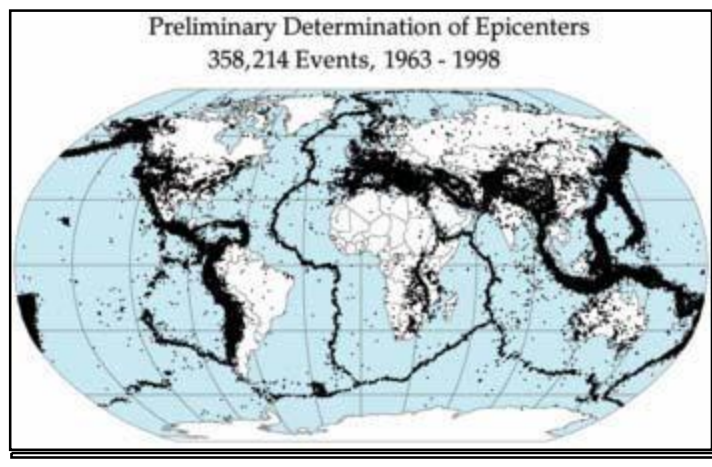 Preliminary Determination of Epicenters
358,214 Events, 1963 - 1998